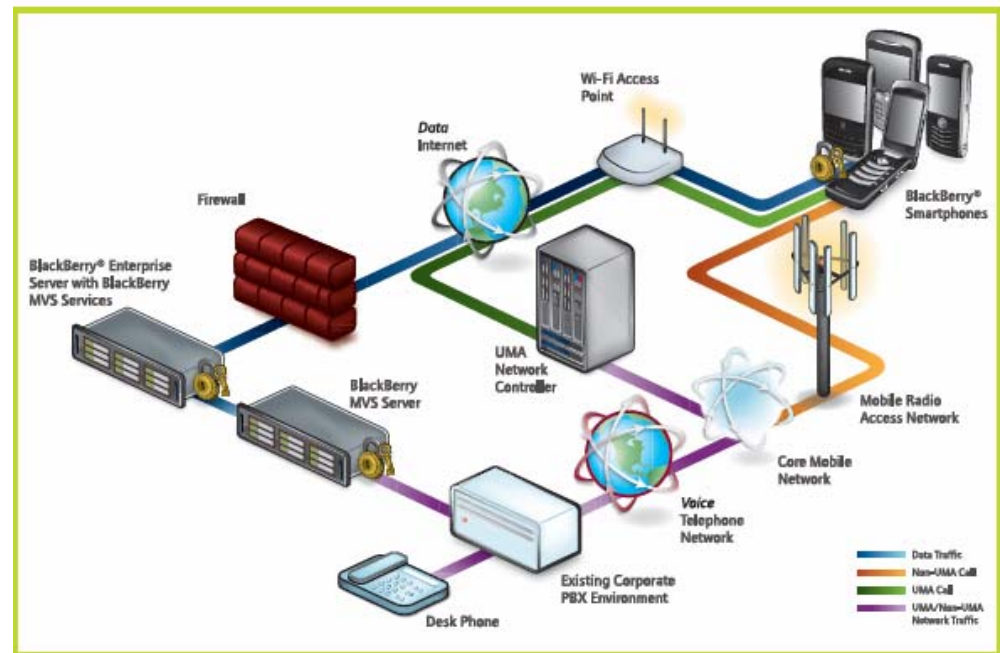 Wi-Fi Access
Point
Data
Internet
BlackBerry®
Smartphones
Firewall
BlackBerry® Enterprise
Server with BlackBerry
MVS Services
UMA
Network
Controller
BlackBerry
MVS Server
Mobile Radio
Access Network
Core Mobile
Network
Voice
Telephone
Network
Existing Corporate
PBX Environment
Desk Phone
Data Traffic
Non-UMA Call
UMA Call
UMA/Non-UMA
Network Traffic